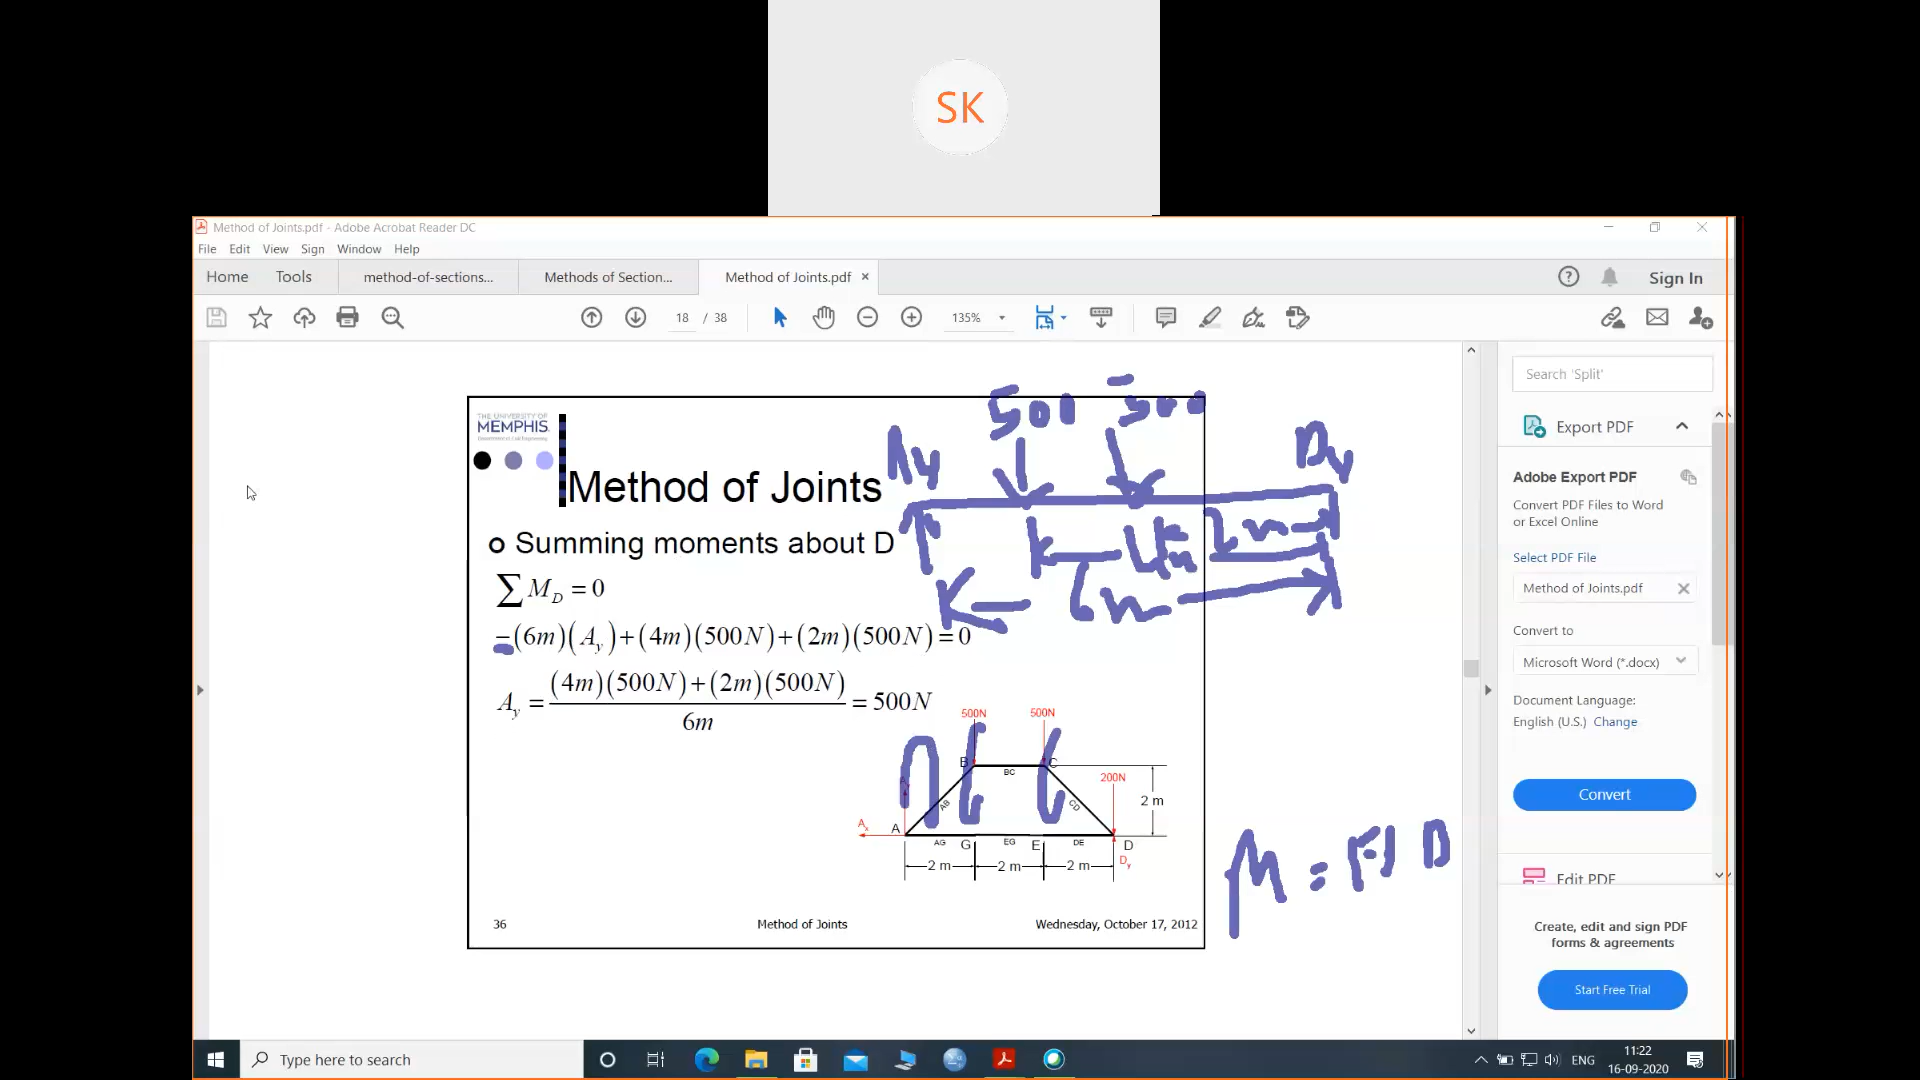 SK
Method of Joints.pdf - Adobe Acrobat Reader DC
File Edit View Sign Window Help
Home Tools method-of-sections... Methods of Section... Method of Joints.pdf × Sign In
18 / 38 135%
Search 'Split'
Export PDF
Adobe Export PDF
Convert PDF Files to Word
or Excel Online
Select PDF File
Method of Joints.pdf
Convert to
Microsoft Word (*.docx)
Document Language:
English (U.S.) Change
Convert
Edit PDF
Create, edit and sign PDF
forms & agreements
Start Free Trial
THE UNIVERSITY OF
MEMPHIS
Method of Joints
Summing moments about D
∑ M_D = 0
−(6m)(A_y)+(4m)(500N)+(2m)(500N)=0
A_y = ((4m)(500N)+(2m)(500N))/6m = 500N
500 500
Ay Dy
2m
4m
6m
500N 500N
B BC C
200N
AB CD 2 m
A_x A
AG G EG E DE D
D_y
2 m 2 m 2 m
M = F D
36 Method of Joints Wednesday, October 17, 2012
Type here to search
ENG
11:22
16-09-2020